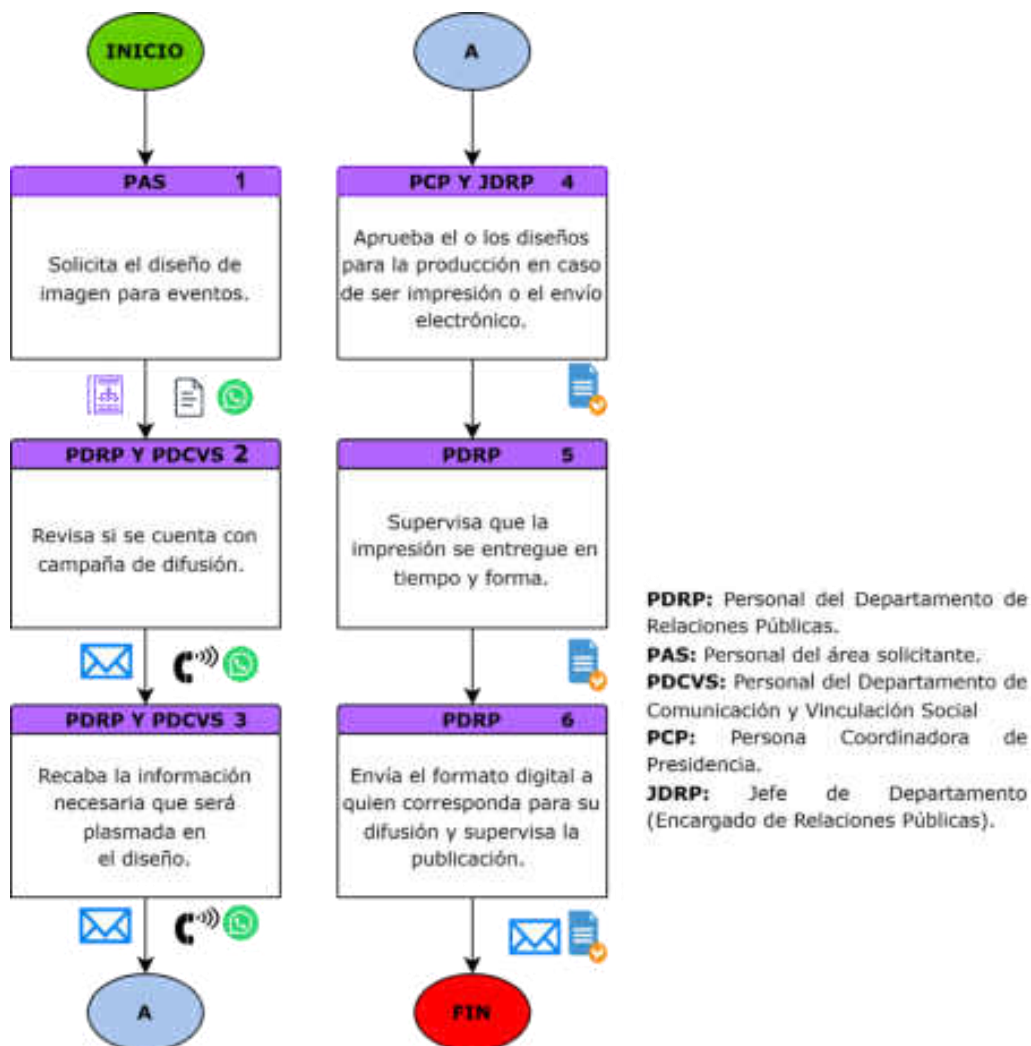 INICIO
PAS 1
Solicita el diseño de
imagen para eventos.
PDRP Y PDCVS 2
Revisa si se cuenta con
campaña de difusión.
PDRP Y PDCVS 3
Recaba la información
necesaria que será
plasmada en
el diseño.
A
A
PCP Y JDRP 4
Aprueba el o los diseños
para la producción en caso
de ser impresión o el envío
electrónico.
PDRP 5
Supervisa que la
impresión se entregue en
tiempo y forma.
PDRP 6
Envía el formato digital a
quien corresponda para su
difusión y supervisa la
publicación.
FIN
PDRP: Personal del Departamento de
Relaciones Públicas.
PAS: Personal del área solicitante.
PDCVS: Personal del Departamento de
Comunicación y Vinculación Social
PCP: Persona Coordinadora de
Presidencia.
JDRP: Jefe de Departamento
(Encargado de Relaciones Públicas).